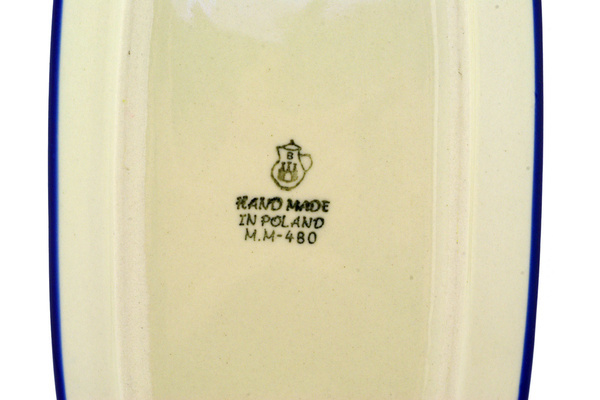 B
HAND MADE
IN POLAND
M.M-480